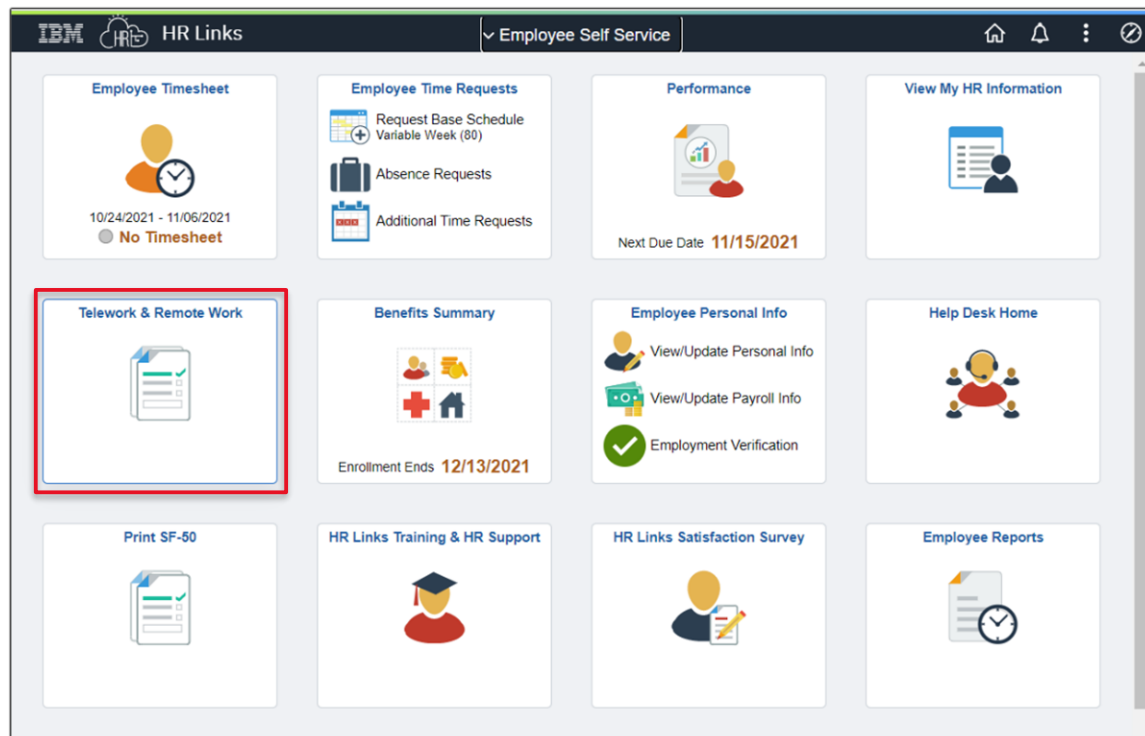 IBM HR HR Links Employee Self Service
Employee Timesheet
10/24/2021 - 11/06/2021
No Timesheet
Employee Time Requests
Request Base Schedule
Variable Week (80)
Absence Requests
Additional Time Requests
Performance
Next Due Date 11/15/2021
View My HR Information
Telework & Remote Work
Benefits Summary
Enrollment Ends 12/13/2021
Employee Personal Info
View/Update Personal Info
View/Update Payroll Info
Employment Verification
Help Desk Home
Print SF-50
HR Links Training & HR Support
HR Links Satisfaction Survey
Employee Reports